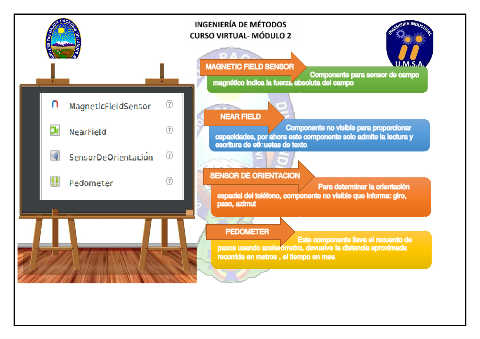 INGENIERÍA DE MÉTODOS
CURSO VIRTUAL- MÓDULO 2
U.M.S.A.
MagneticFieldSensor
NearField
SensorDeOrientación
Pedometer
MAGNETIC FIELD SENSOR
Componente para sensor de campo
magnético indica la fuerza absoluta del campo
NEAR FIELD
Componente no visible para proporcionar
capacidades, por ahora este componente solo admite la lectura y
escritura de etiquetas de texto
SENSOR DE ORIENTACION
Para determinar la orientación
espacial del teléfono, componente no visible que informa: giro,
paso, azimut
PEDOMETER
Este componente lleva el recuento de
pasos usando acelerómetro, devuelve la distancia aproximada
recorrida en metros , el tiempo en mes